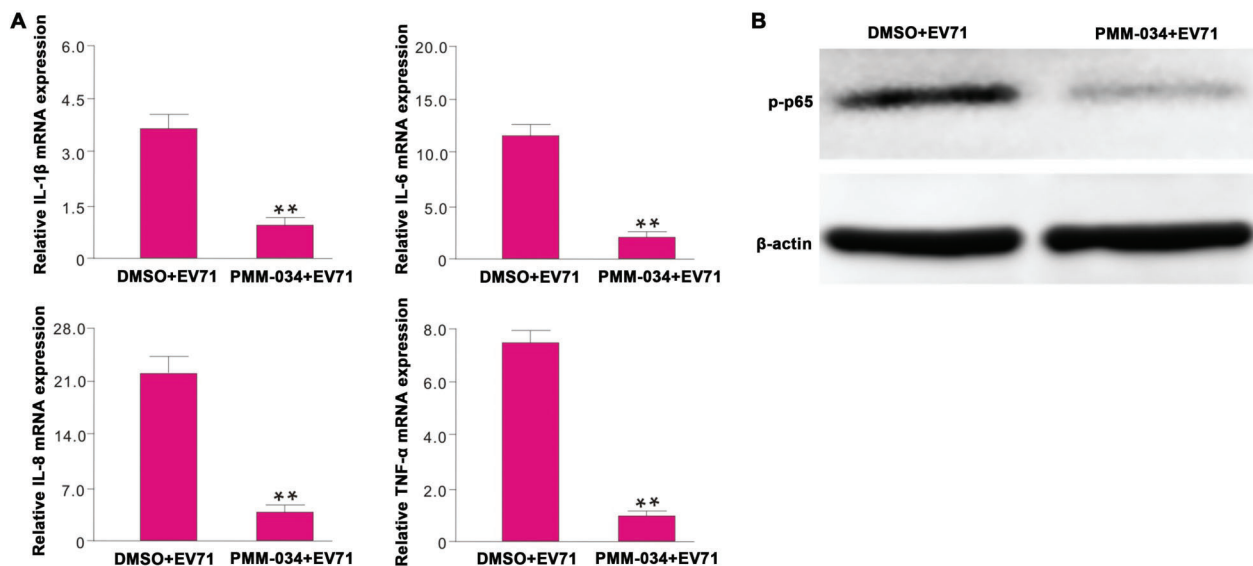 A
Relative IL-1β mRNA expression
6.0
4.5
3.0
1.5
0
**
DMSO+EV71 PMM-034+EV71
Relative IL-6 mRNA expression
20.0
15.0
10.0
5.0
0
**
DMSO+EV71 PMM-034+EV71
Relative IL-8 mRNA expression
28.0
21.0
14.0
7.0
0
**
DMSO+EV71 PMM-034+EV71
Relative TNF-α mRNA expression
8.0
6.0
4.0
2.0
0
**
DMSO+EV71 PMM-034+EV71
B
DMSO+EV71 PMM-034+EV71
p-p65
β-actin